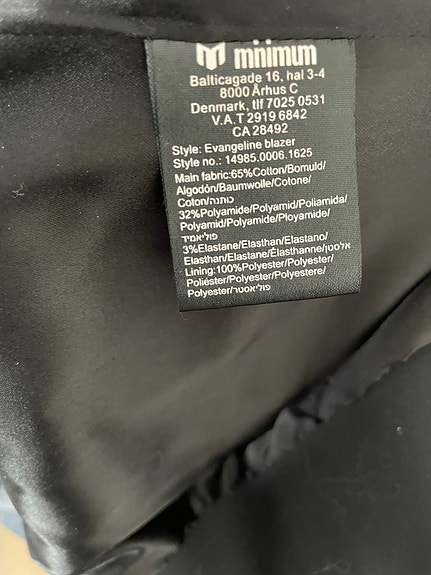 minimum
Balticagade 16, hal 3-4
8000 Århus C
Denmark, tlf 7025 0531
V.A.T 2919 6842
CA 28492
Style: Evangeline blazer
Style no.: 14985.0006.1625
Main fabric:65%Cotton/Bomuld/
Algodón/Baumwolle/Cotone/
Coton/כותנה
32%Polyamide/Polyamid/Poliamida/
Polyamid/Polyamide/Ployamide/
פוליאמיד
3%Elastane/Elasthan/Elastano/
Elasthan/Elastane/Élasthanne/אלסטן
Lining:100%Polyester/Polyester/
Poliéster/Polyester/Polyestere/
Polyester/פוליאסטר